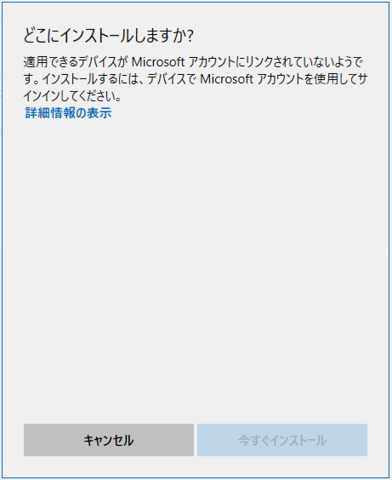 どこにインストールしますか?
適用できるデバイスが Microsoft アカウントにリンクされていないようで
す。インストールするには、デバイスで Microsoft アカウントを使用してサ
インインしてください。
詳細情報の表示
キャンセル
今すぐインストール